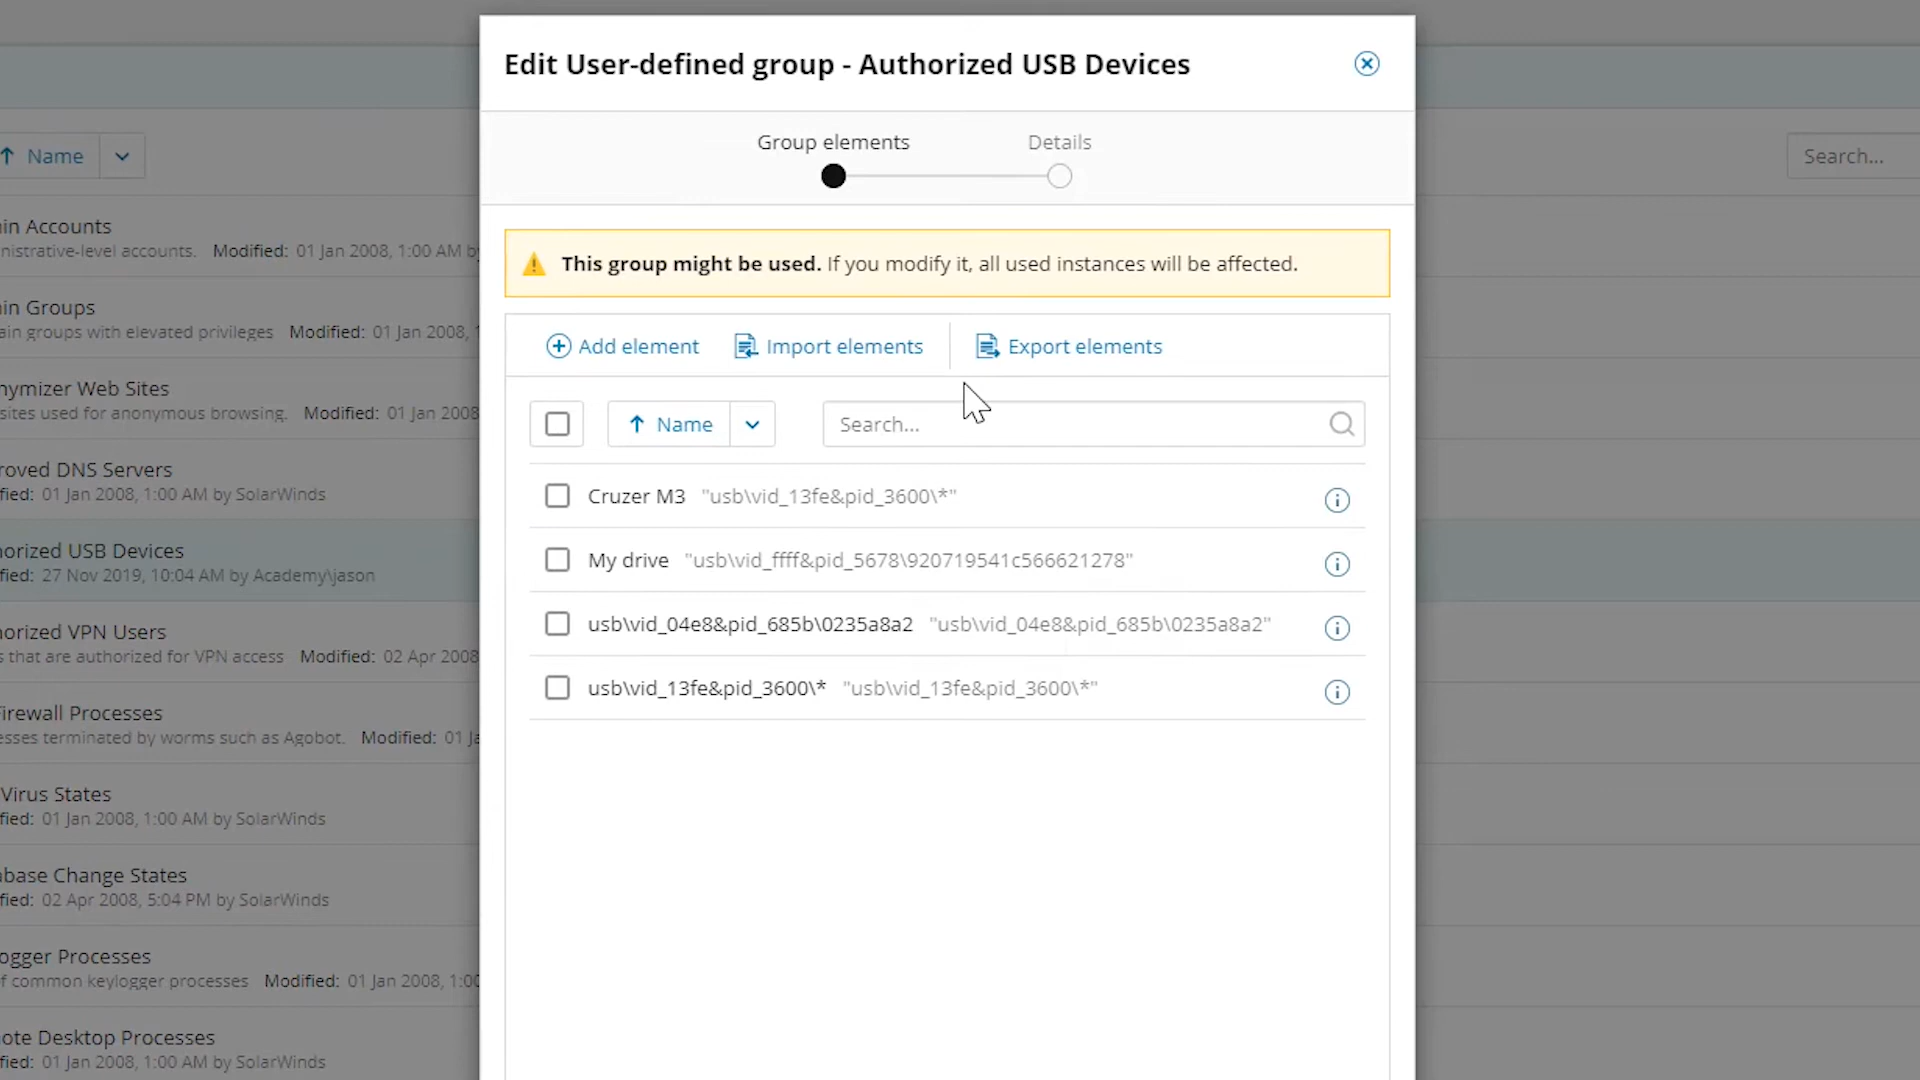 Edit User-defined group - Authorized USB Devices
Group elements
Details
Name
Search...
This group might be used. If you modify it, all used instances will be affected.
Add element
Import elements
Export elements
Name
Search...
Cruzer M3 "usb\vid_13fe&pid_3600\*"
My drive "usb\vid_ffff&pid_5678\920719541c566621278"
usb\vid_04e8&pid_685b\0235a8a2 "usb\vid_04e8&pid_685b\0235a8a2"
usb\vid_13fe&pid_3600\* "usb\vid_13fe&pid_3600\*"
in Accounts
nistrative-level accounts. Modified: 01 Jan 2008, 1:00 AM
in Groups
ain groups with elevated privileges Modified: 01 Jan 2008,
nymizer Web Sites
sites used for anonymous browsing. Modified: 01 Jan 2008
roved DNS Servers
fied: 01 Jan 2008, 1:00 AM by SolarWinds
horized USB Devices
fied: 27 Nov 2019, 10:04 AM by Academy\jason
horized VPN Users
s that are authorized for VPN access Modified: 02 Apr 2008
Firewall Processes
esses terminated by worms such as Agobot. Modified: 01
Virus States
fied: 01 Jan 2008, 1:00 AM by SolarWinds
abase Change States
fied: 02 Apr 2008, 5:04 PM by SolarWinds
ogger Processes
of common keylogger processes Modified: 01 Jan 2008, 1:00
ote Desktop Processes
fied: 01 Jan 2008, 1:00 AM by SolarWinds